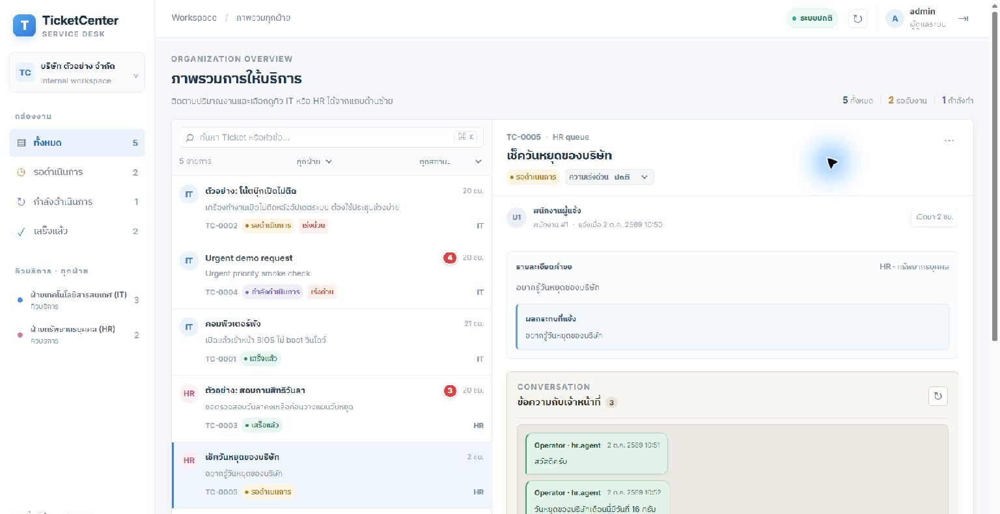 TicketCenter
SERVICE DESK
TC
บริษัท ตัวอย่าง จำกัด
Internal workspace
กล่องงาน
ทั้งหมด 5
รอดำเนินการ 2
กำลังดำเนินการ 1
เสร็จแล้ว 2
คิวบริการ · ทุกฝ่าย
ฝ่ายเทคโนโลยีสารสนเทศ (IT) 3
คิวบริการ
ฝ่ายทรัพยากรบุคคล (HR) 2
คิวบริการ
Workspace / ภาพรวมทุกฝ่าย
ระบบปกติ
A
admin
ผู้ดูแลระบบ
ORGANIZATION OVERVIEW
ภาพรวมการให้บริการ
ติดตามปริมาณงานและเลือกดูคิว IT หรือ HR ได้จากแถบด้านซ้าย
5 ทั้งหมด 2 รอรับงาน 1 กำลังทำ
ค้นหา Ticket หรือหัวข้อ... ⌘ K
5 รายการ ทุกฝ่าย ทุกสถานะ
IT ตัวอย่าง: โน้ตบุ๊กเปิดไม่ติด 20 ชม.
เครื่องทำงานเปิดไม่ติดหลังอัปเดตระบบ ต้องใช้ประชุมช่วงบ่าย
TC-0002 รอดำเนินการ เร่งด่วน IT
IT Urgent demo request 4 20 ชม.
Urgent priority smoke check
TC-0004 กำลังดำเนินการ เร่งด่วน IT
IT คอมพิวเตอร์พัง 21 ชม.
เปิดแล้วเข้าหน้า BIOS ไม่ boot วินโดว์
TC-0001 เสร็จแล้ว IT
HR ตัวอย่าง: สอบถามสิทธิวันลา 3 20 ชม.
ขอตรวจสอบวันลาคงเหลือก่อนวางแผนวันหยุด
TC-0003 เสร็จแล้ว HR
HR เช็ควันหยุดของบริษัท 2 ชม.
อยากรู้วันหยุดของบริษัท
TC-0005 รอดำเนินการ HR
TC-0005 · HR queue
เช็ควันหยุดของบริษัท
รอดำเนินการ ความเร่งด่วน ปกติ
U1
พนักงานผู้แจ้ง
พนักงาน #1 · แจ้งเมื่อ 2 ต.ค. 2569 10:50
เปิดมา 2 ชม.
รายละเอียดคำขอ HR · ทรัพยากรบุคคล
อยากรู้วันหยุดของบริษัท
ผลกระทบที่แจ้ง
อยากรู้วันหยุดของบริษัท
CONVERSATION
ข้อความกับเจ้าหน้าที่ 3
Operator · hr.agent 2 ต.ค. 2569 10:51
สวัสดีครับ
Operator · hr.agent 2 ต.ค. 2569 10:52
วันหยุดของบริษัทเดือนนี้มีวันที่ 16 ครับ